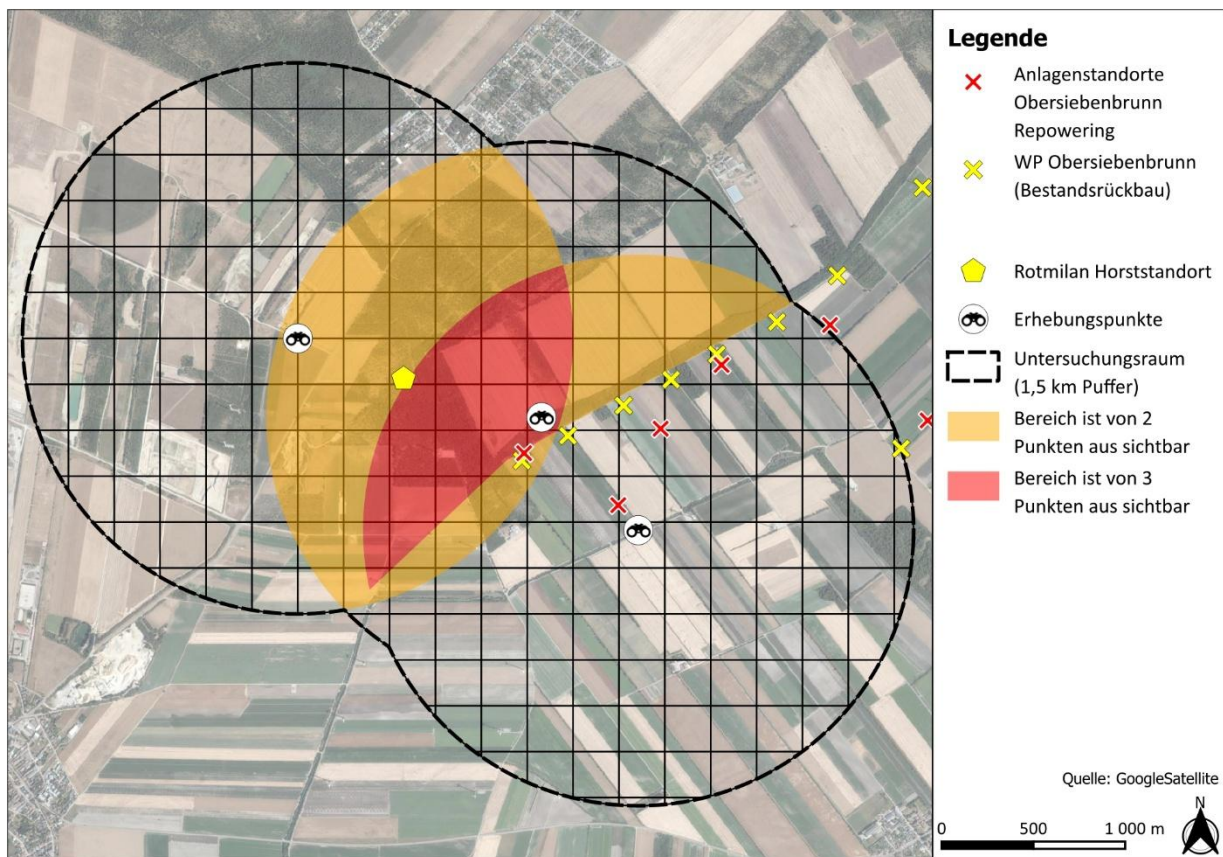 Legende
Anlagenstandorte
Obersiebenbrunn
Repowering
WP Obersiebenbrunn
(Bestandsrückbau)
Rotmilan Horststandort
Erhebungspunkte
Untersuchungsraum
(1,5 km Puffer)
Bereich ist von 2
Punkten aus sichtbar
Bereich ist von 3
Punkten aus sichtbar
Quelle: GoogleSatellite
N
0 500 1 000 m